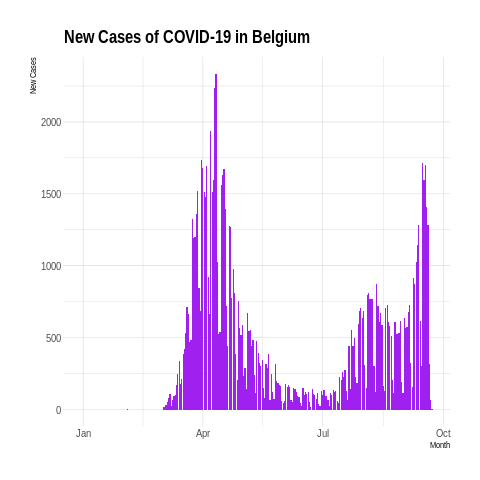 New Cases of COVID-19 in Belgium
New Cases
2000
1500
1000
500
0
Jan Apr Jul Oct
Month